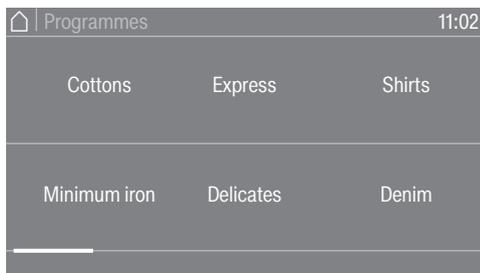 Programmes 11:02
Cottons Express Shirts
Minimum iron Delicates Denim